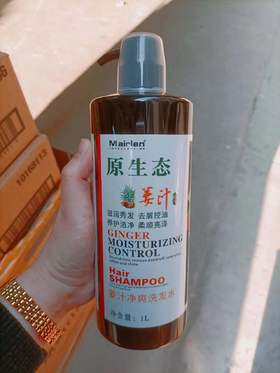 Mairlen
原生态
姜汁
滋润秀发 去屑控油
修护洁净 柔顺亮泽
GINGER
MOISTURIZING
CONTROL
Hair
SHAMPOO
姜汁净爽洗发水
净含量：1L
10118113